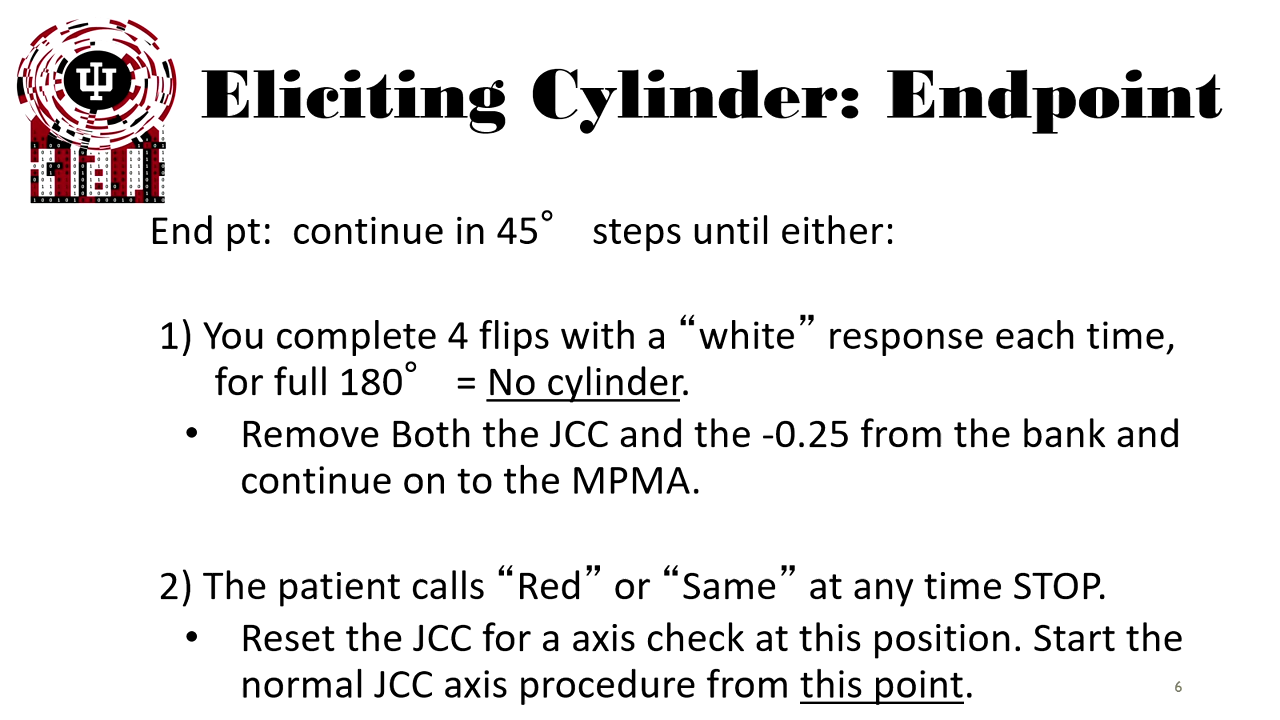 Eliciting Cylinder: Endpoint
End pt:  continue in 45° steps until either:
1) You complete 4 flips with a “white” response each time,
for full 180° = No cylinder.
• Remove Both the JCC and the -0.25 from the bank and
continue on to the MPMA.
2) The patient calls “Red” or “Same” at any time STOP.
• Reset the JCC for a axis check at this position. Start the
normal JCC axis procedure from this point.
6